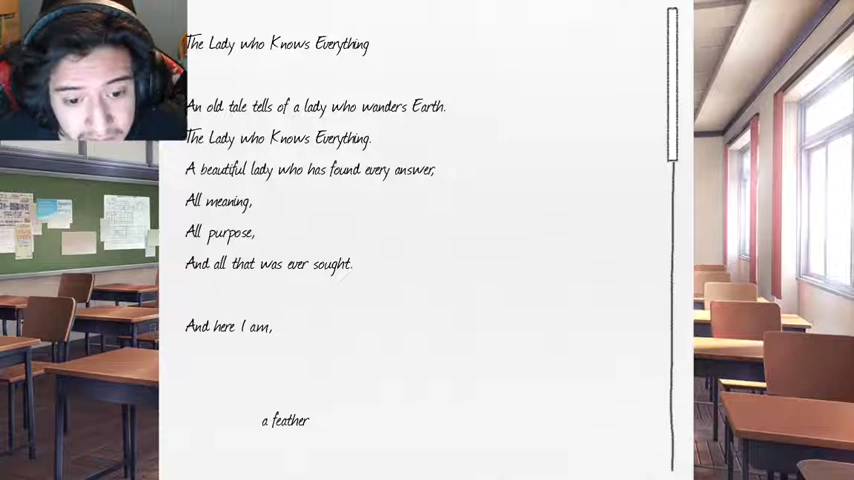 The Lady who Knows Everything
An old tale tells of a lady who wanders Earth.
The Lady who Knows Everything.
A beautiful lady who has found every answer,
All meaning,
All purpose,
And all that was ever sought.
And here I am,
a feather